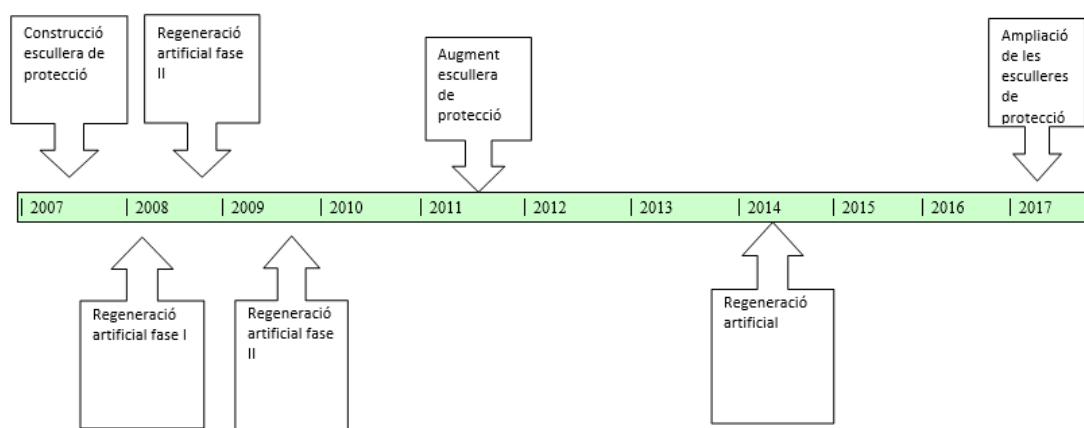 Construcció
escullera de
protecció
Regeneració
artificial fase
II
Augment
escullera
de
protecció
Ampliació
de les
esculleres
de
protecció
| 2007 | 2008 | 2009 | 2010 | 2011 | 2012 | 2013 | 2014 | 2015 | 2016 | 2017
Regeneració
artificial fase I
Regeneració
artificial fase
II
Regeneració
artificial